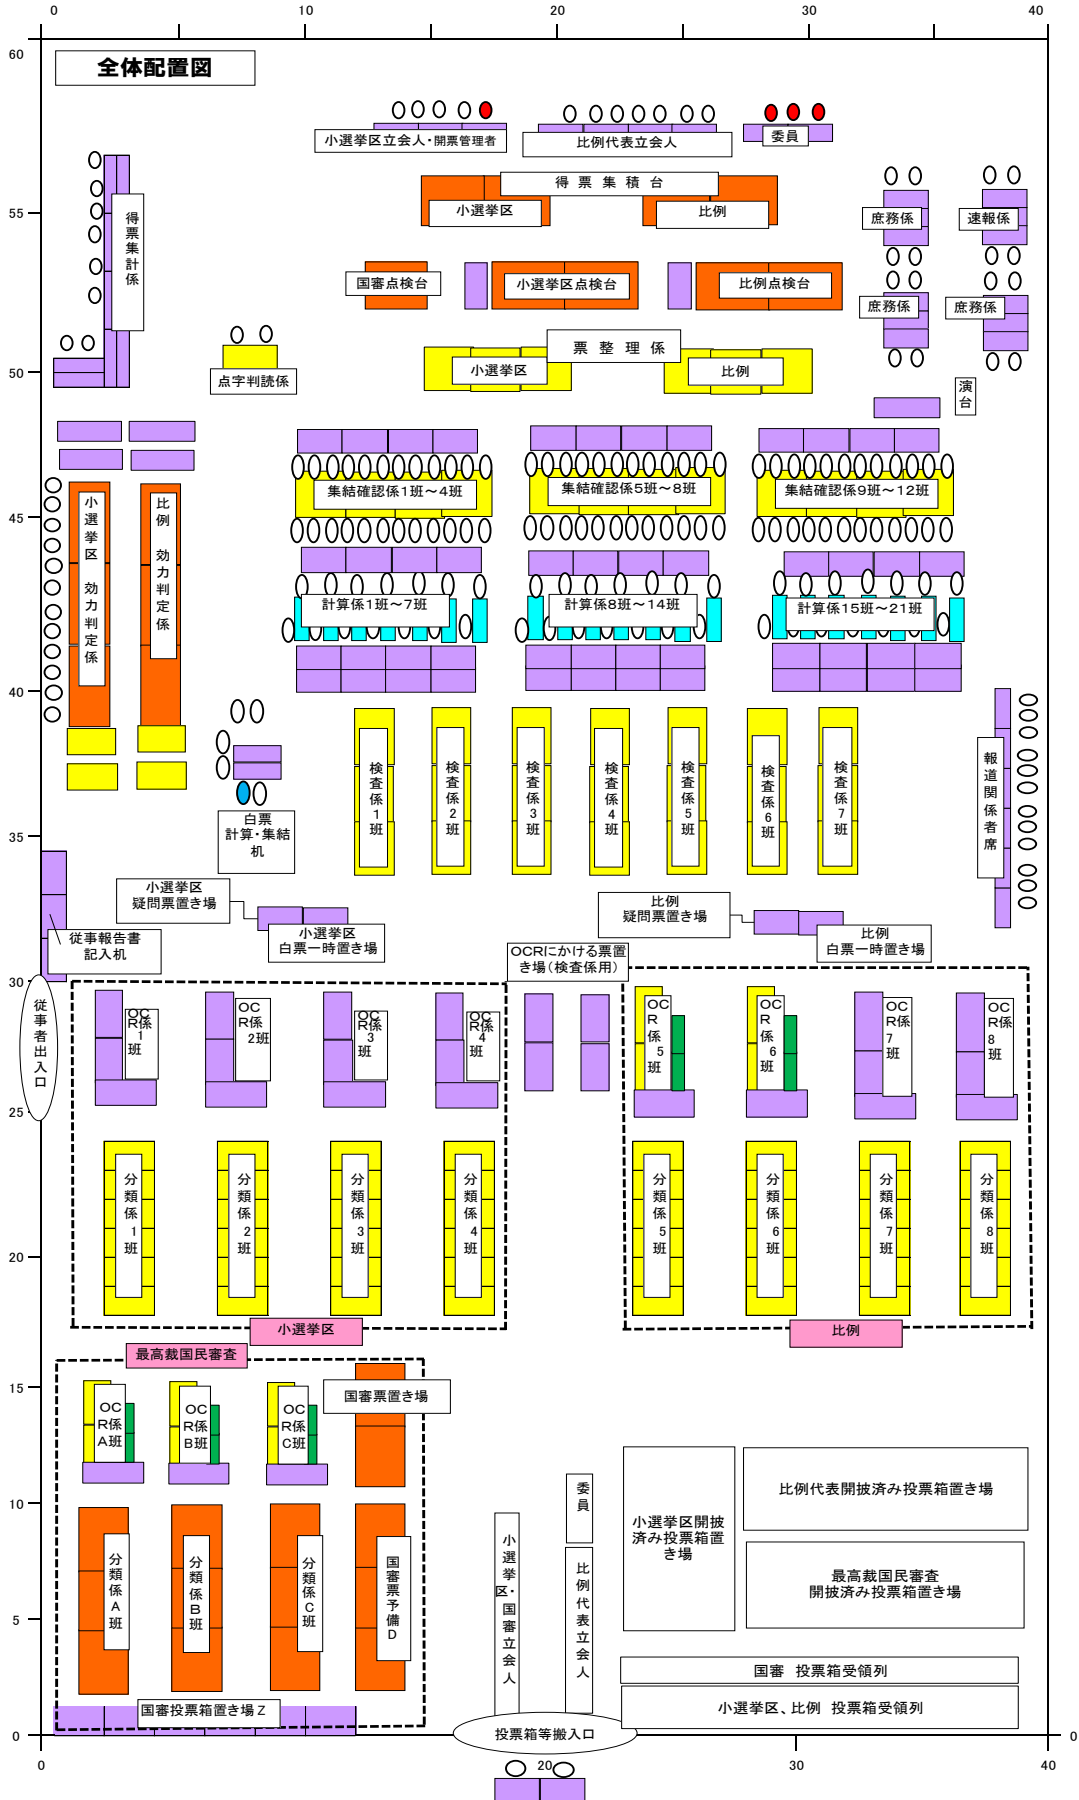 0
10
20
30
40
60
全体配置図
小選挙区立会人・開票管理者
比例代表立会人
委員
得票集積台
小選挙区
比例
得票集計係
庶務係
速報係
55
国審点検台
小選挙区点検台
比例点検台
庶務係
庶務係
票整理係
小選挙区
比例
点字判読係
50
演台
集結確認係1班～4班
集結確認係5班～8班
集結確認係9班～12班
45
小選挙区 効力判定係
比例 効力判定係
計算係1班～7班
計算係8班～14班
計算係15班～21班
40
検査係1班
検査係2班
検査係3班
検査係4班
検査係5班
検査係6班
検査係7班
報道関係者席
白票
計算・集結
机
35
小選挙区
疑問票置き場
小選挙区
白票一時置き場
比例
疑問票置き場
比例
白票一時置き場
従事報告書
記入机
OCRにかける票置
き場(検査係用)
30
従事者出入口
OCR係1班
OCR係2班
OCR係3班
OCR係4班
OCR係5班
OCR係6班
OCR係7班
OCR係8班
25
分類係1班
分類係2班
分類係3班
分類係4班
分類係5班
分類係6班
分類係7班
分類係8班
20
小選挙区
比例
最高裁国民審査
15
国審票置き場
OC
R係
A班
OC
R係
B班
OC
R係
C班
10
分類係A班
分類係B班
分類係C班
国審票予備D
小選挙区・国審立会人
委員
比例代表立会人
小選挙区開披
済み投票箱置
き場
比例代表開披済み投票箱置き場
最高裁国民審査
開披済み投票箱置き場
5
国審 投票箱受領列
小選挙区、比例 投票箱受領列
国審投票箱置き場Z
投票箱等搬入口
0
0
0
20
30
40